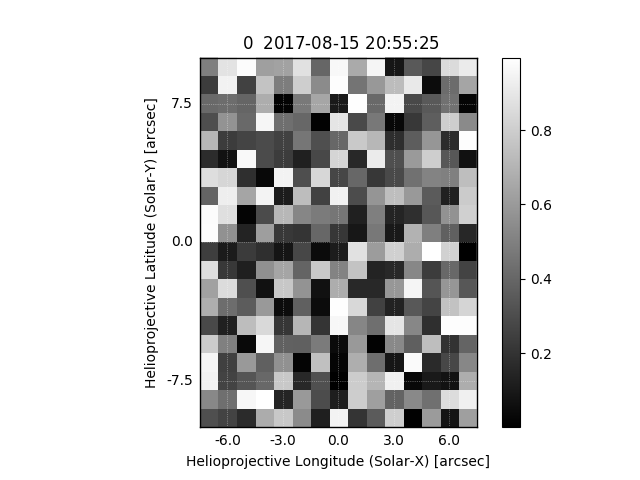 0  2017-08-15 20:55:25
7.5
0.0
-7.5
Helioprojective Latitude (Solar-Y) [arcsec]
-6.0 -3.0 0.0 3.0 6.0
Helioprojective Longitude (Solar-X) [arcsec]
0.8
0.6
0.4
0.2